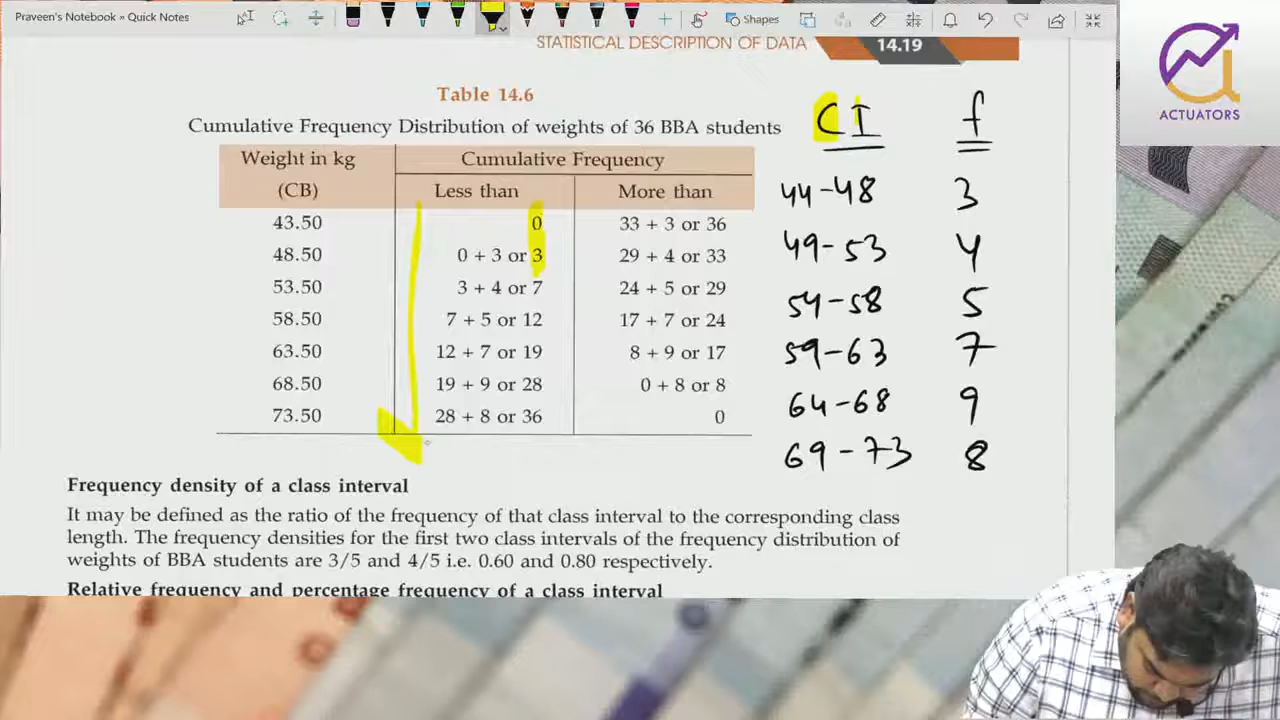 Praveen's Notebook » Quick Notes
Shapes
STATISTICAL DESCRIPTION OF DATA 14.19
ACTUATORS
Table 14.6
Cumulative Frequency Distribution of weights of 36 BBA students
Weight in kg Cumulative Frequency
(CB) Less than More than
43.50 0 33 + 3 or 36
48.50 0 + 3 or 3 29 + 4 or 33
53.50 3 + 4 or 7 24 + 5 or 29
58.50 7 + 5 or 12 17 + 7 or 24
63.50 12 + 7 or 19 8 + 9 or 17
68.50 19 + 9 or 28 0 + 8 or 8
73.50 28 + 8 or 36 0
CI f
44-48 3
49-53 4
54-58 5
59-63 7
64-68 9
69-73 8
Frequency density of a class interval
It may be defined as the ratio of the frequency of that class interval to the corresponding class
length. The frequency densities for the first two class intervals of the frequency distribution of
weights of BBA students are 3/5 and 4/5 i.e. 0.60 and 0.80 respectively.
Relative frequency and percentage frequency of a class interval